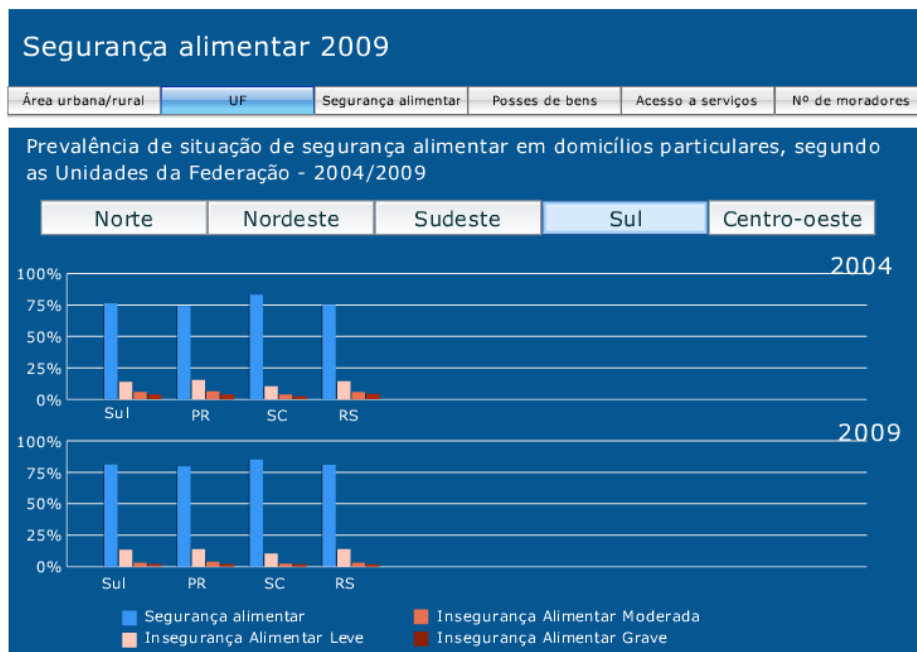 Segurança alimentar 2009
Área urbana/rural UF Segurança alimentar Posses de bens Acesso a serviços Nº de moradores
Prevalência de situação de segurança alimentar em domicílios particulares, segundo
as Unidades da Federação - 2004/2009
Norte Nordeste Sudeste Sul Centro-oeste
2004
100%
75%
50%
25%
0%
Sul PR SC RS
2009
100%
75%
50%
25%
0%
Sul PR SC RS
Segurança alimentar Insegurança Alimentar Moderada
Insegurança Alimentar Leve Insegurança Alimentar Grave